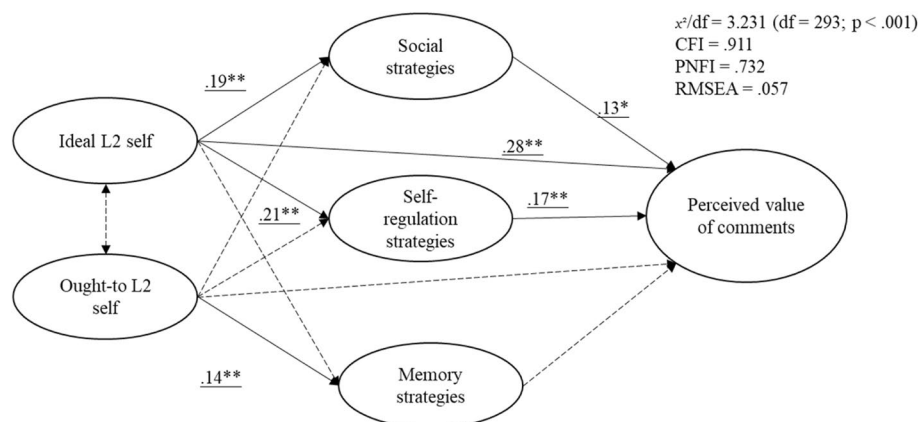 x²/df = 3.231 (df = 293; p < .001)
CFI = .911
PNFI = .732
RMSEA = .057
Social
strategies
.19**
.13*
Ideal L2 self
.28**
Self-
regulation
strategies
.21**
.17**
Perceived value
of comments
Ought-to L2
self
.14**
Memory
strategies